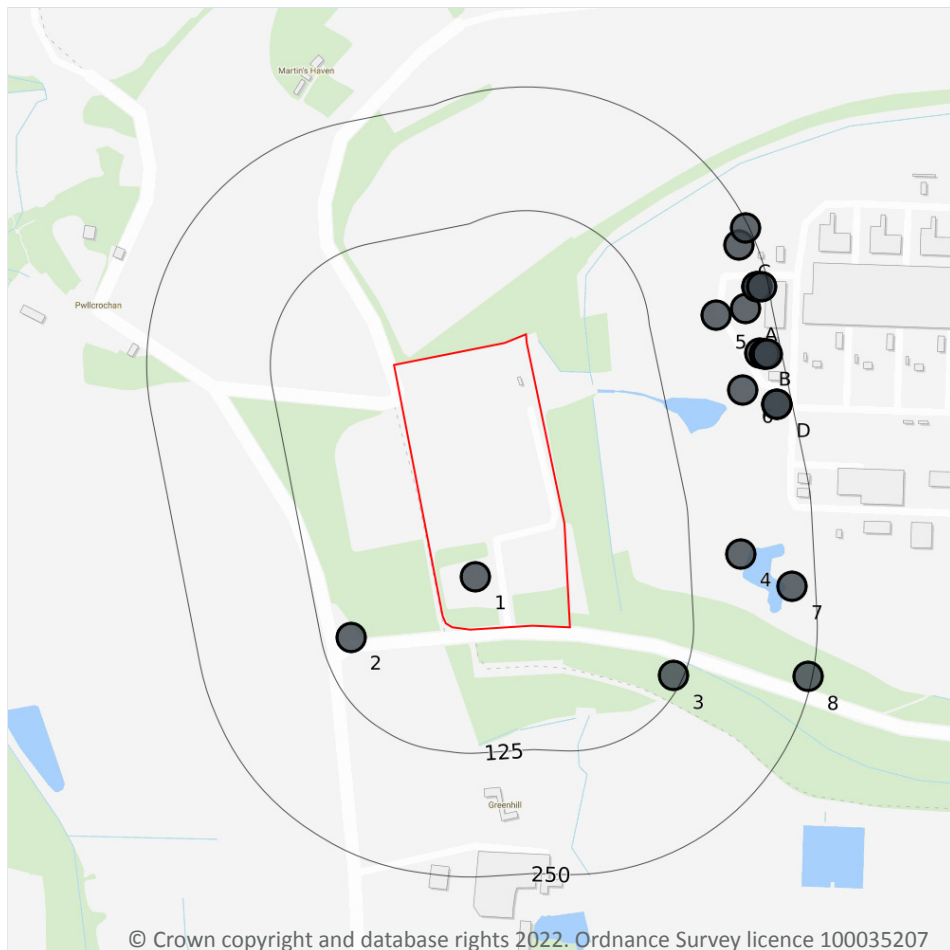 Martin's Haven
Pwllcrochan
C
5
A
B
6
D
1
4
7
2
3
8
125
Greenhill
250
© Crown copyright and database rights 2022. Ordnance Survey licence 100035207